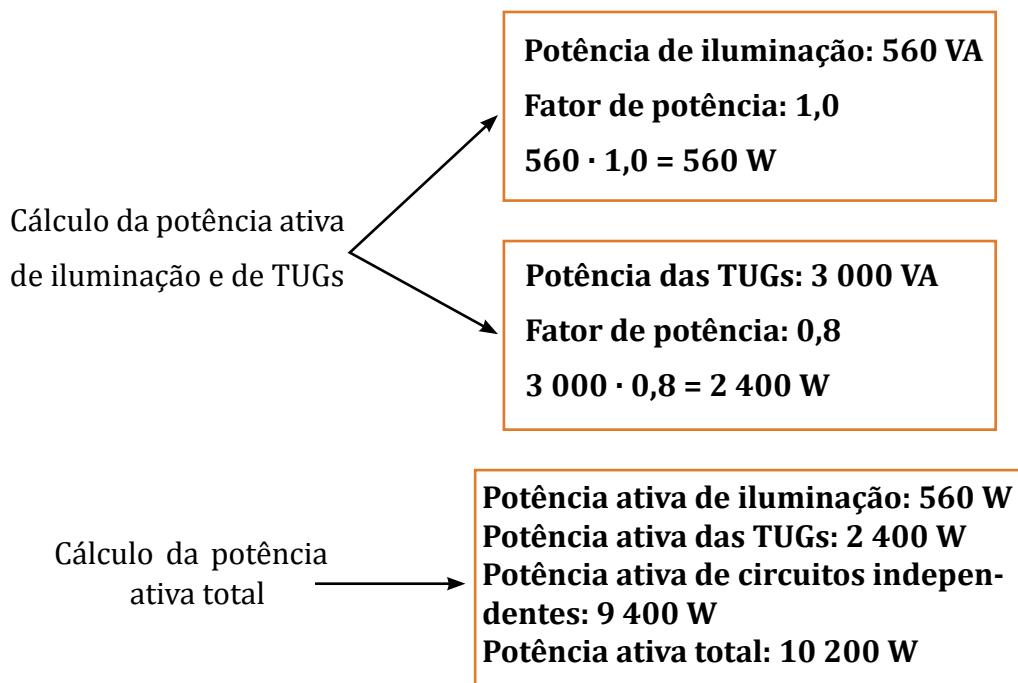 Potência de iluminação: 560 VA
Fator de potência: 1,0
560 · 1,0 = 560 W
Cálculo da potência ativa
de iluminação e de TUGs
Potência das TUGs: 3 000 VA
Fator de potência: 0,8
3 000 · 0,8 = 2 400 W
Cálculo da potência
ativa total
Potência ativa de iluminação: 560 W
Potência ativa das TUGs: 2 400 W
Potência ativa de circuitos indepen-
dentes: 9 400 W
Potência ativa total: 10 200 W